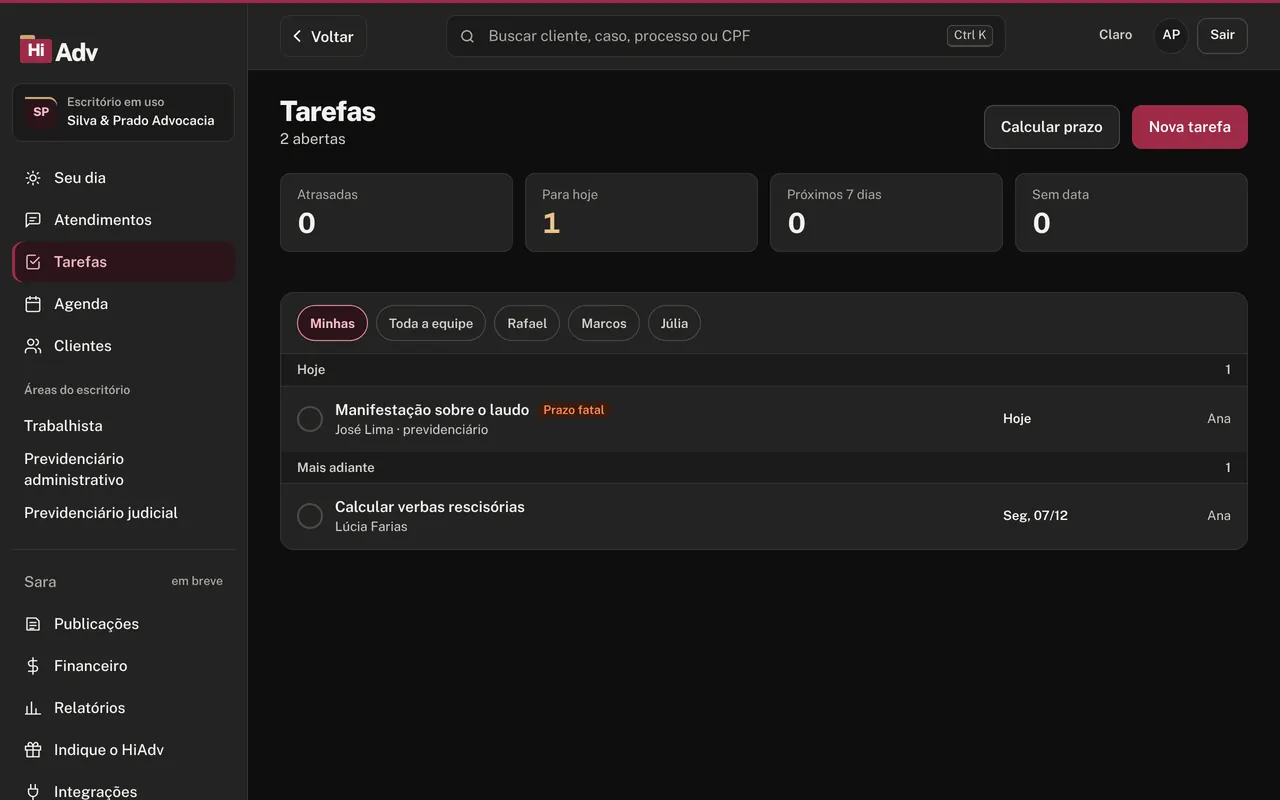 Hi Adv
Voltar
Buscar cliente, caso, processo ou CPF
Ctrl K
Claro
AP
Sair
SP
Escritório em uso
Silva & Prado Advocacia
Seu dia
Atendimentos
Tarefas
Agenda
Clientes
Áreas do escritório
Trabalhista
Previdenciário
administrativo
Previdenciário judicial
Sara
em breve
Publicações
Financeiro
Relatórios
Indique o HiAdv
Integrações
Tarefas
2 abertas
Calcular prazo
Nova tarefa
Atrasadas
0
Para hoje
1
Próximos 7 dias
0
Sem data
0
Minhas
Toda a equipe
Rafael
Marcos
Júlia
Hoje
1
Manifestação sobre o laudo
Prazo fatal
José Lima · previdenciário
Hoje
Ana
Mais adiante
1
Calcular verbas rescisórias
Lúcia Farias
Seg, 07/12
Ana